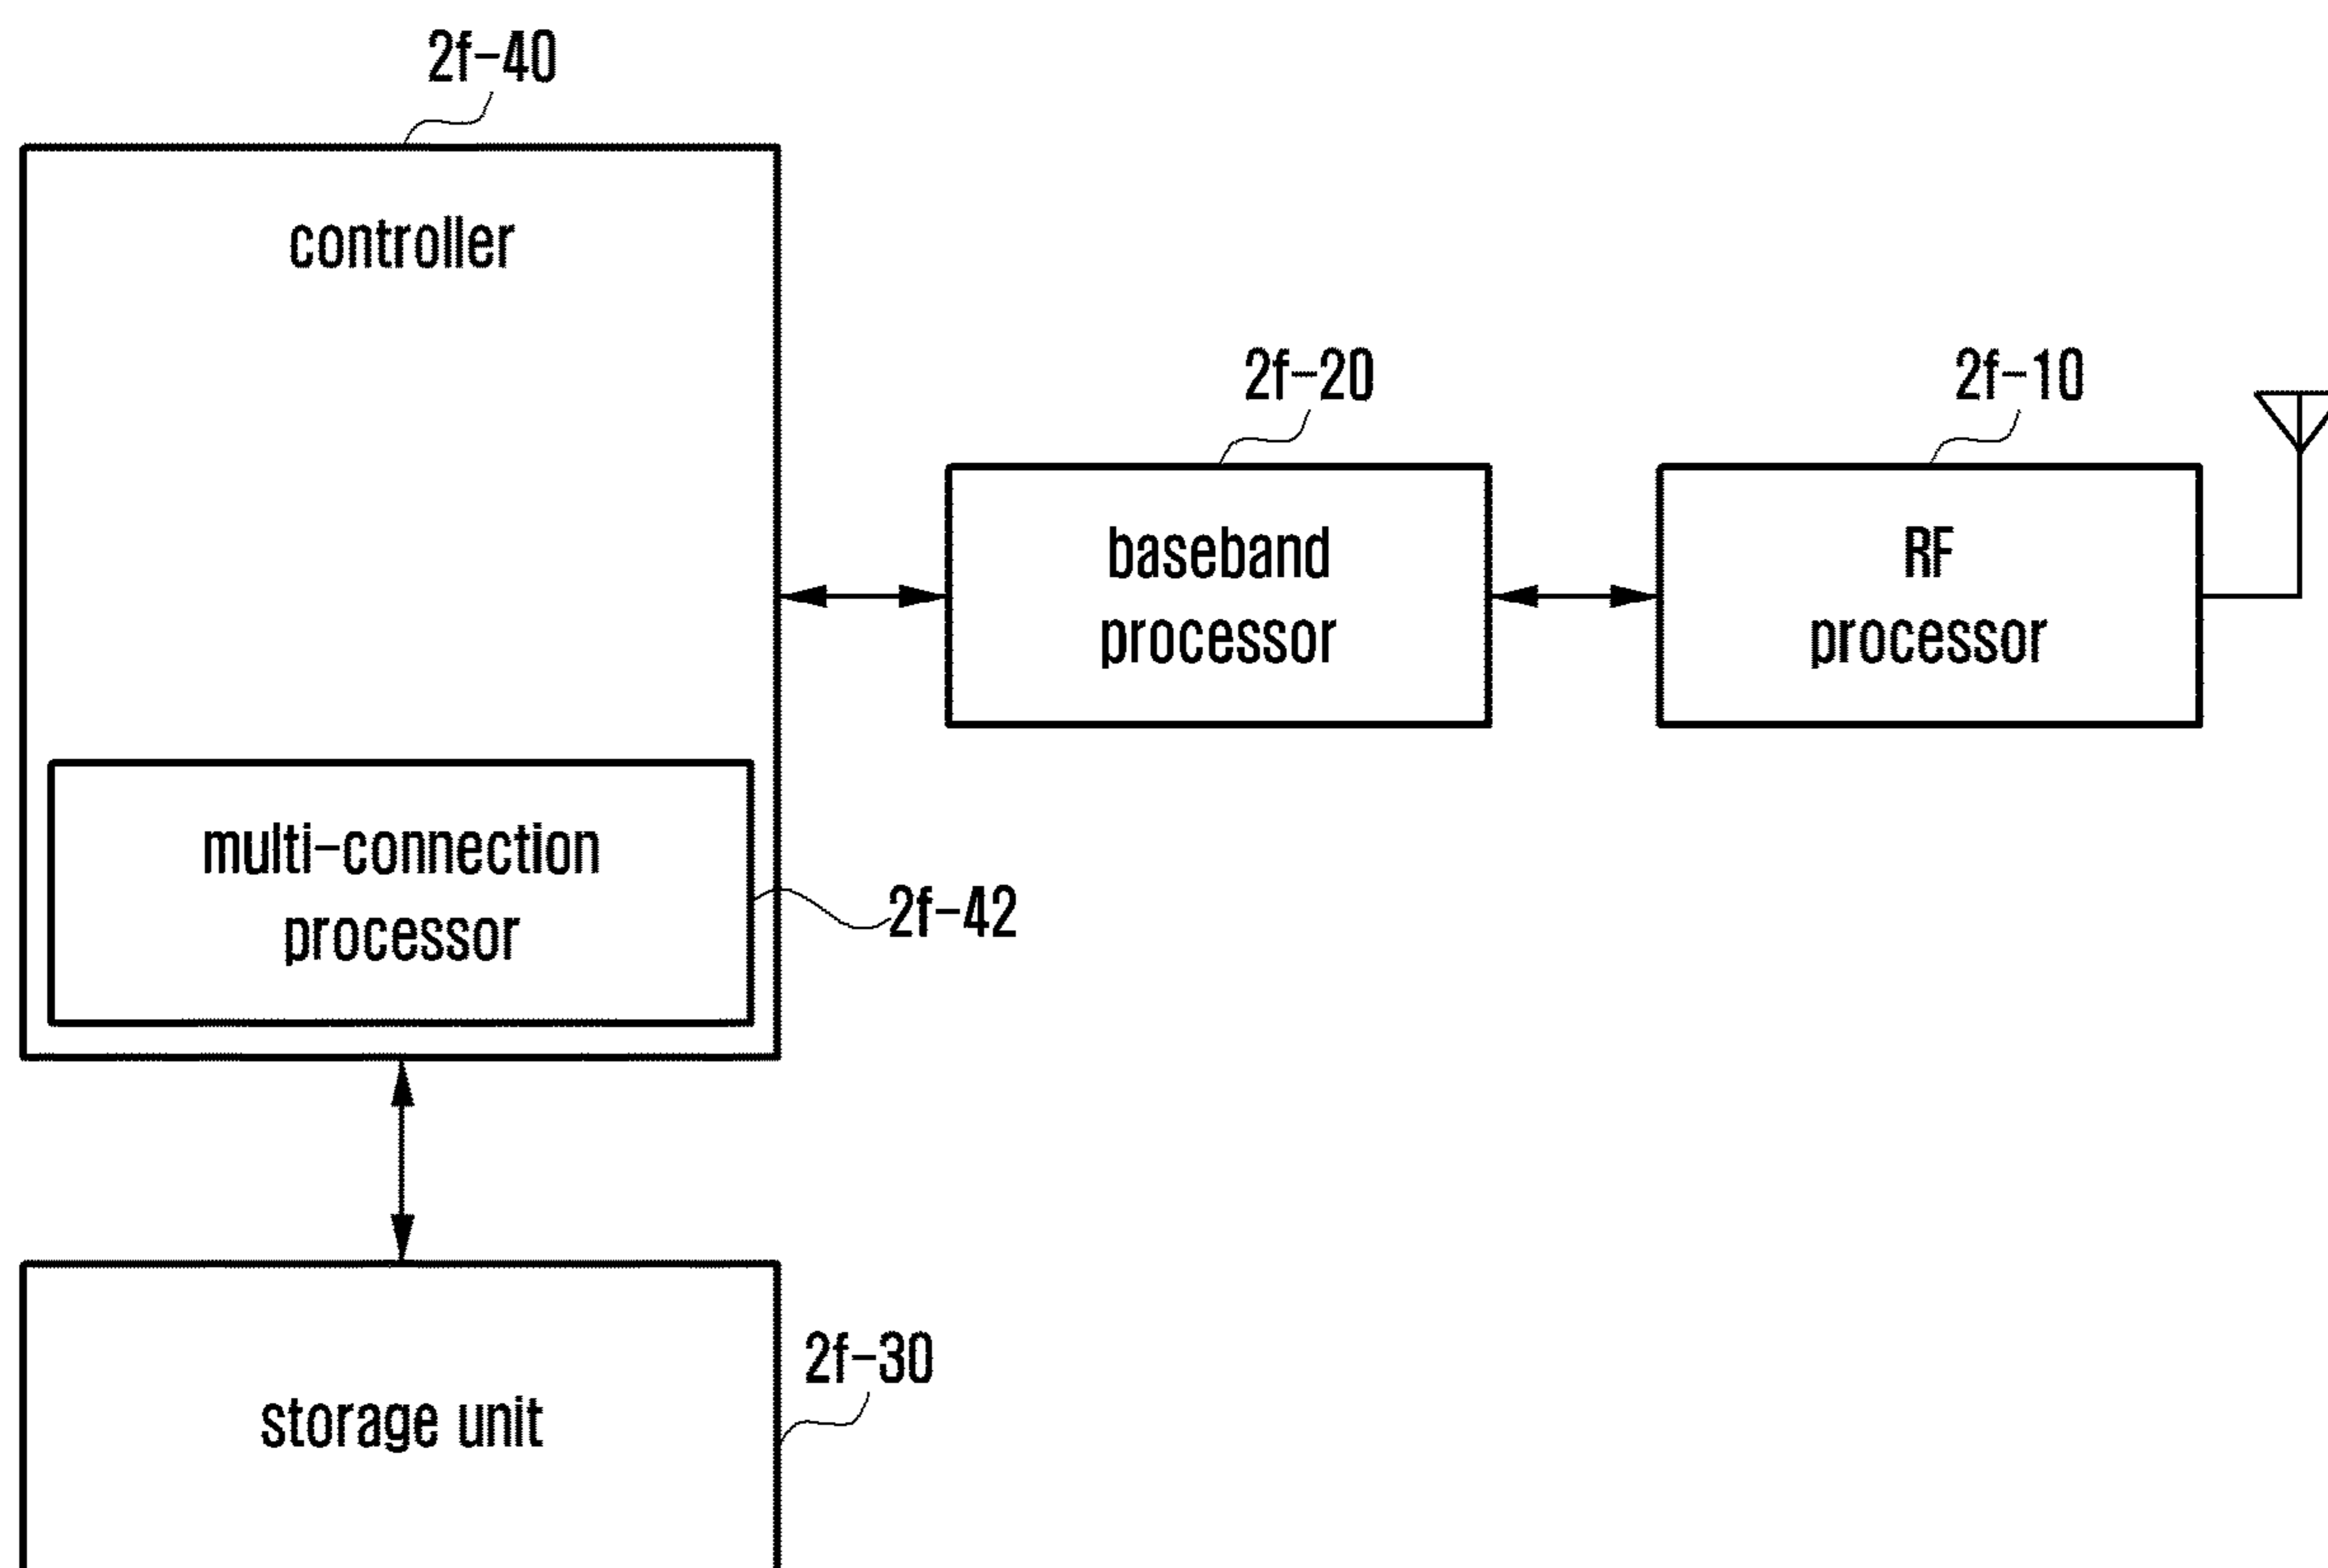 2f-40
controller
2f-20
2f-10
baseband
processor
RF
processor
multi-connection
processor
2f-42
2f-30
storage unit